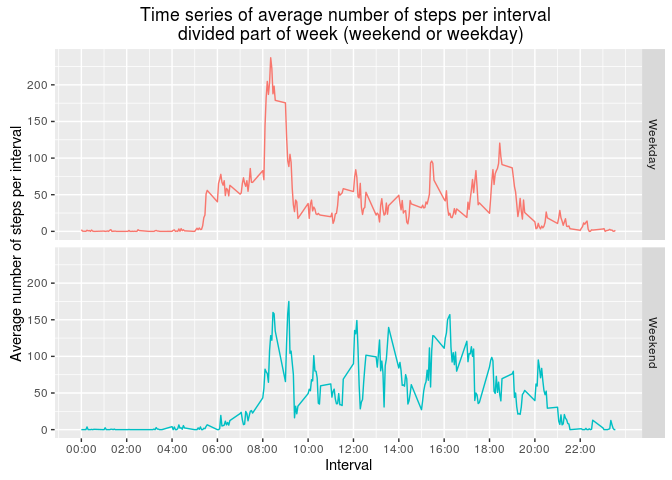 Time series of average number of steps per interval
divided part of week (weekend or weekday)
Average number of steps per interval
200
150
100
50
0
Weekday
200
150
100
50
0
Weekend
00:00 02:00 04:00 06:00 08:00 10:00 12:00 14:00 16:00 18:00 20:00 22:00
Interval